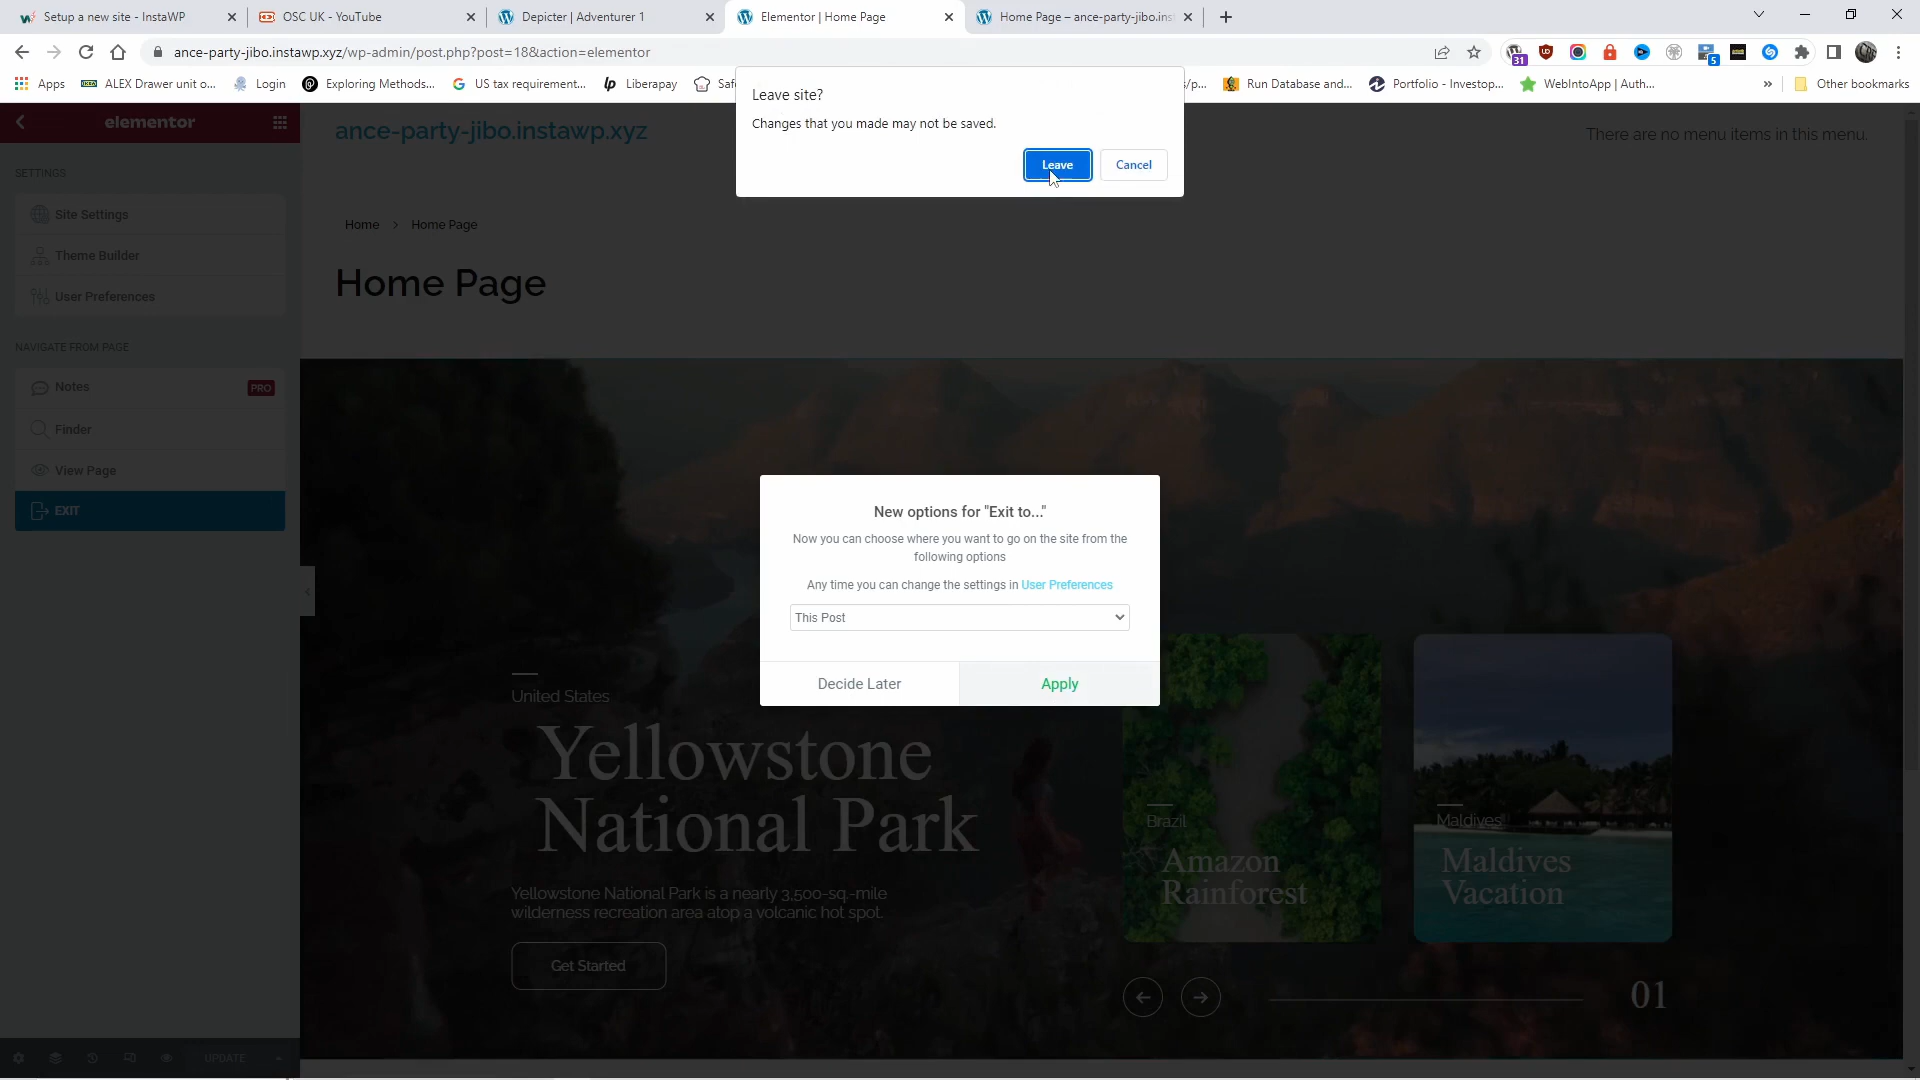 Setup a new site - InstaWP
OSC UK - YouTube
Depicter | Adventurer 1
Elementor | Home Page
Home Page – ance-party-jibo.inst
ance-party-jibo.instawp.xyz/wp-admin/post.php?post=18&action=elementor
31
5
Apps
ALEX Drawer unit o...
Login
Exploring Methods...
US tax requirement...
Liberapay
Saf
s/p...
Run Database and...
Portfolio - Investop...
WebIntoApp | Auth...
»
Other bookmarks
Leave site?
Changes that you made may not be saved.
Leave
Cancel
elementor
ance-party-jibo.instawp.xyz
There are no menu items in this menu.
SETTINGS
Site Settings
Theme Builder
User Preferences
NAVIGATE FROM PAGE
Notes
PRO
Finder
View Page
EXIT
UPDATE
Home > Home Page
Home Page
New options for "Exit to..."
Now you can choose where you want to go on the site from the
following options
Any time you can change the settings in User Preferences
This Post
Decide Later
Apply
United States
Yellowstone
National Park
Yellowstone National Park is a nearly 3,500-sq.-mile
wilderness recreation area atop a volcanic hot spot.
Get Started
Brazil
Amazon
Rainforest
Maldives
Maldives
Vacation
01